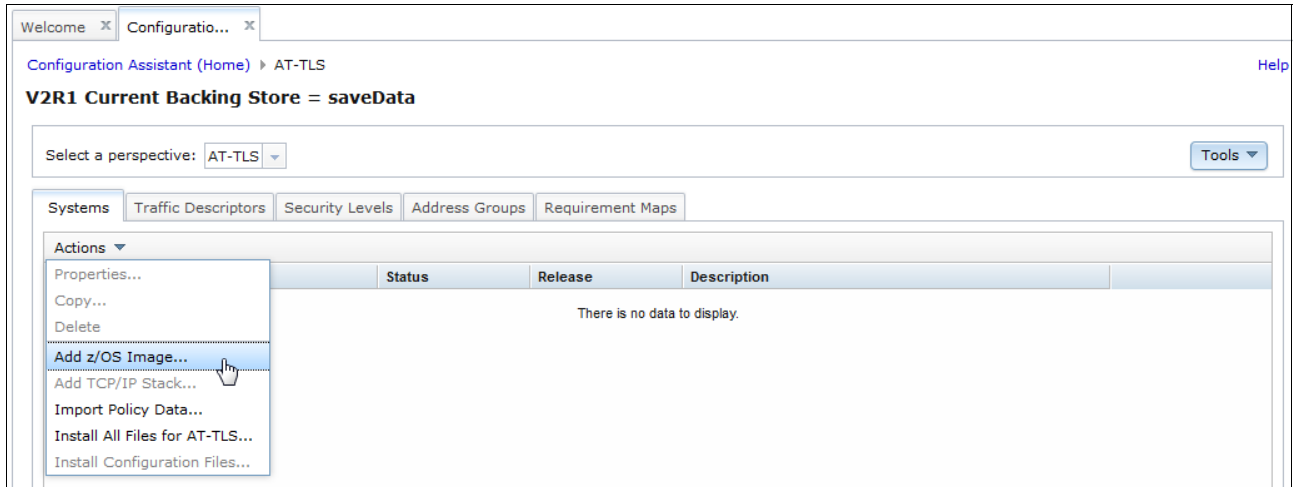 Welcome X Configuratio... X
Configuration Assistant (Home) AT-TLS Help
V2R1 Current Backing Store = saveData
Select a perspective: AT-TLS Tools
Systems Traffic Descriptors Security Levels Address Groups Requirement Maps
Actions
Properties... Status Release Description
Copy...
There is no data to display.
Delete
Add z/OS Image...
Add TCP/IP Stack...
Import Policy Data...
Install All Files for AT-TLS...
Install Configuration Files...